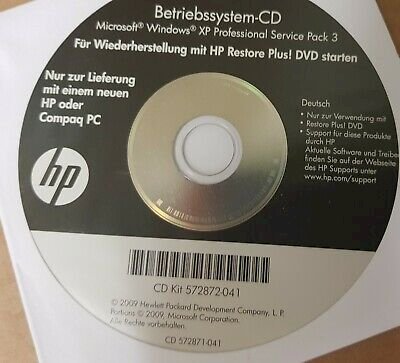 Betriebssystem-CD
Microsoft® Windows® XP Professional Service Pack 3
Für Wiederherstellung mit HP Restore Plus! DVD starten
Nur zur Lieferung
mit einem neuen
HP oder
Compaq PC
Deutsch
• Nur zur Verwendung mit
Restore Plus! DVD
• Support für diese Produkte
durch HP
Aktuelle Software und Treiber
finden Sie auf der Webseite
des HP Supports unter
www.hp.com/support
hp
CD Kit 572872-041
© 2009 Hewlett Packard Development Company, L. P.
Portions © 2009, Microsoft Corporation.
Alle Rechte vorbehalten.
CD 572871-041